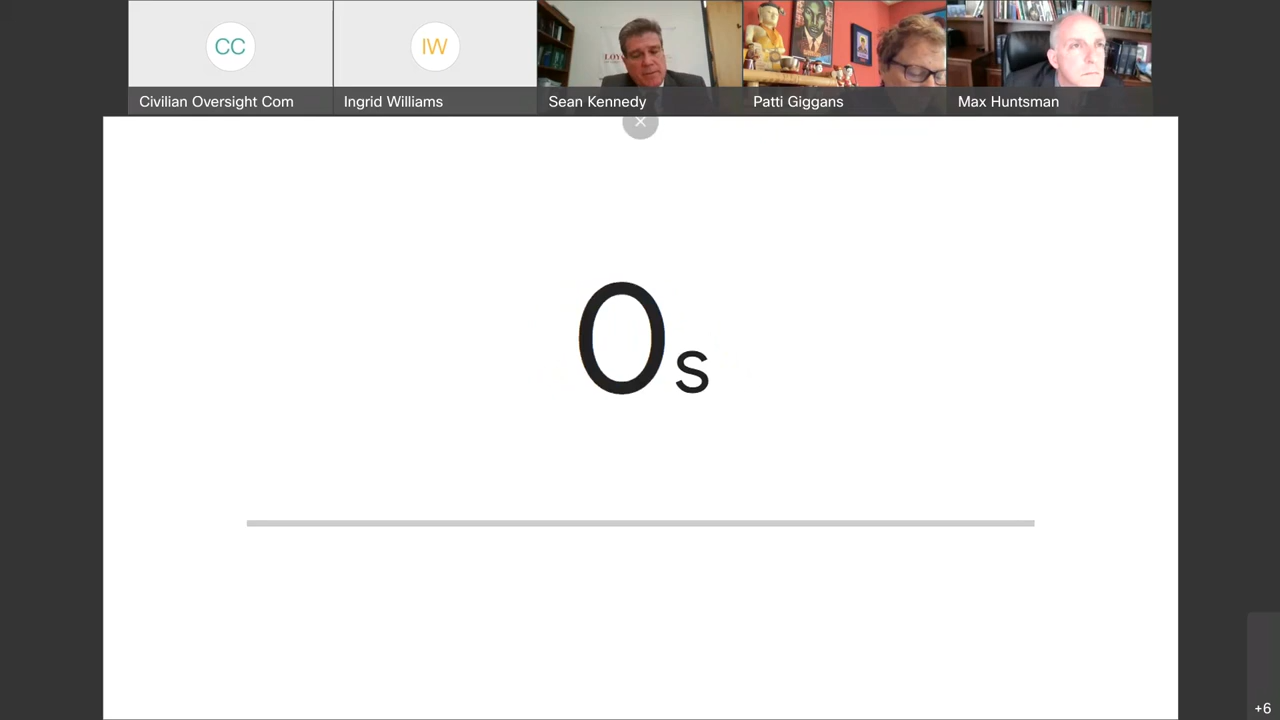 CC
IW
Civilian Oversight Com
Ingrid Williams
Sean Kennedy
Patti Giggans
Max Huntsman
0s
+6